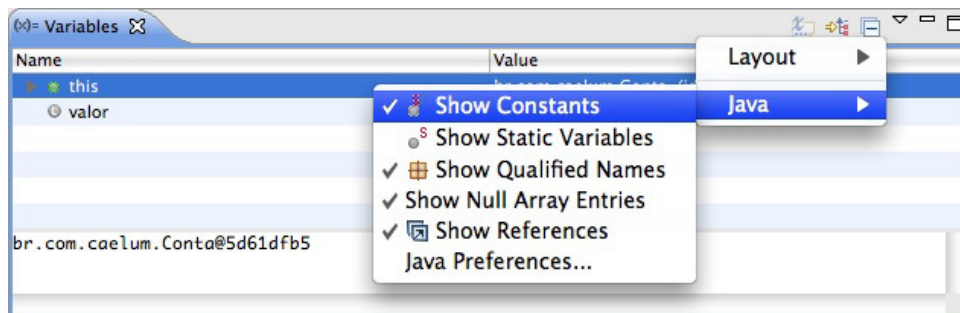 (x)= Variables
Name Value
this
valor
Layout
Java
Show Constants
Show Static Variables
Show Qualified Names
Show Null Array Entries
Show References
Java Preferences...
br.com.caelum.Conta@5d61dfb5